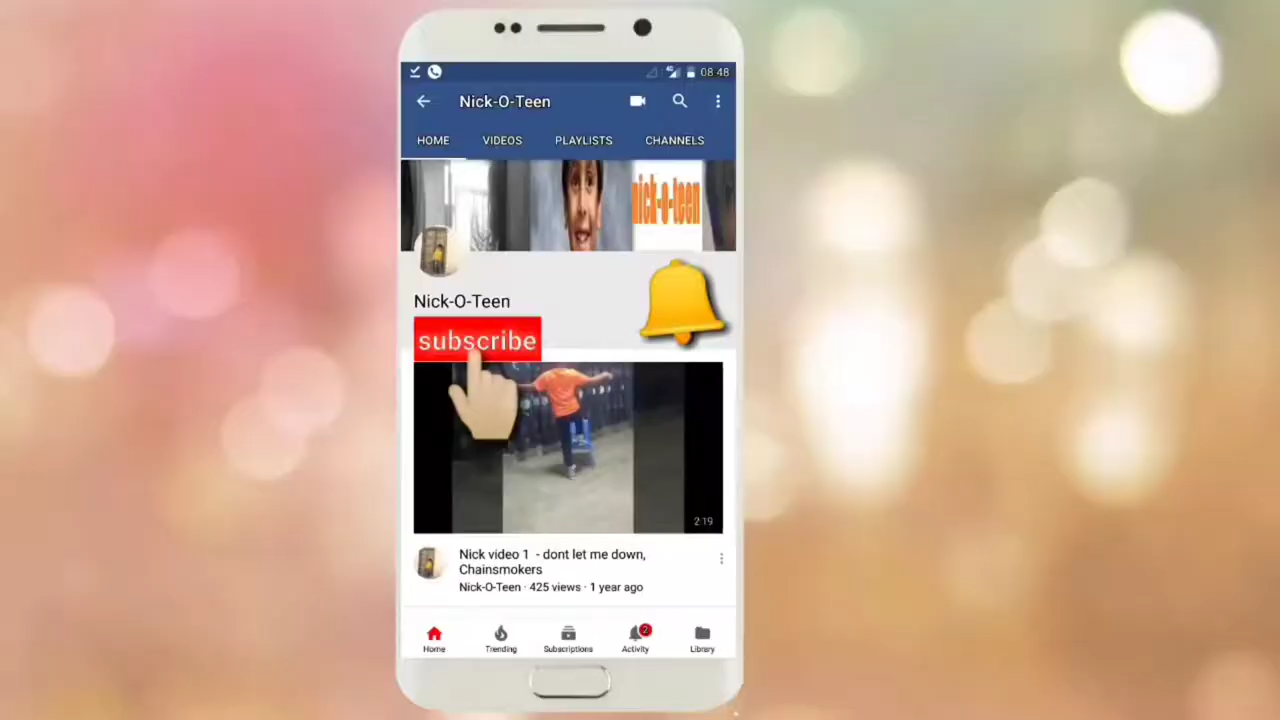 4G 08:48
Nick-O-Teen
HOME VIDEOS PLAYLISTS CHANNELS
nick-o-teen
Nick-O-Teen
subscribe
2:19
Nick video 1 - dont let me down,
Chainsmokers
Nick-O-Teen · 425 views · 1 year ago
2
Home Trending Subscriptions Activity Library